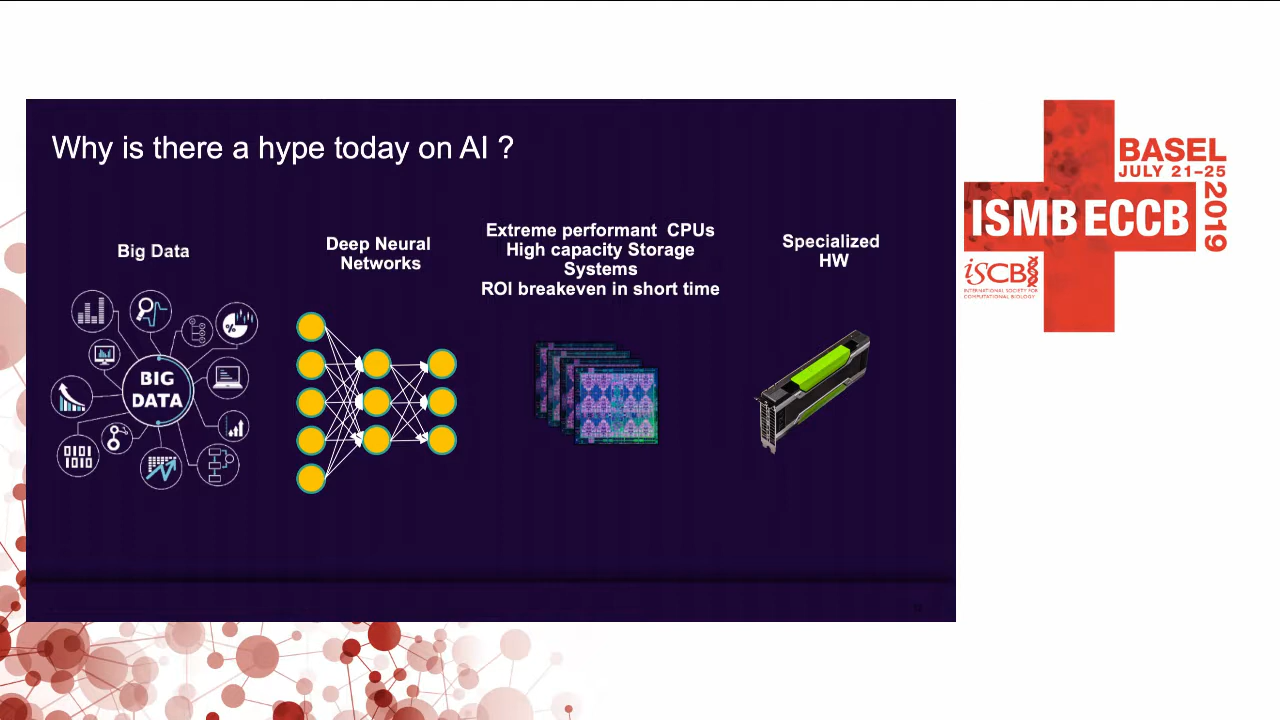 Why is there a hype today on AI ?
Big Data
Deep Neural
Networks
Extreme performant CPUs
High capacity Storage
Systems
ROI breakeven in short time
Specialized
HW
BIG
DATA
%
0101
1010
BASEL
JULY 21–25
2019
ISMB ECCB
iSCB
INTERNATIONAL SOCIETY FOR
COMPUTATIONAL BIOLOGY